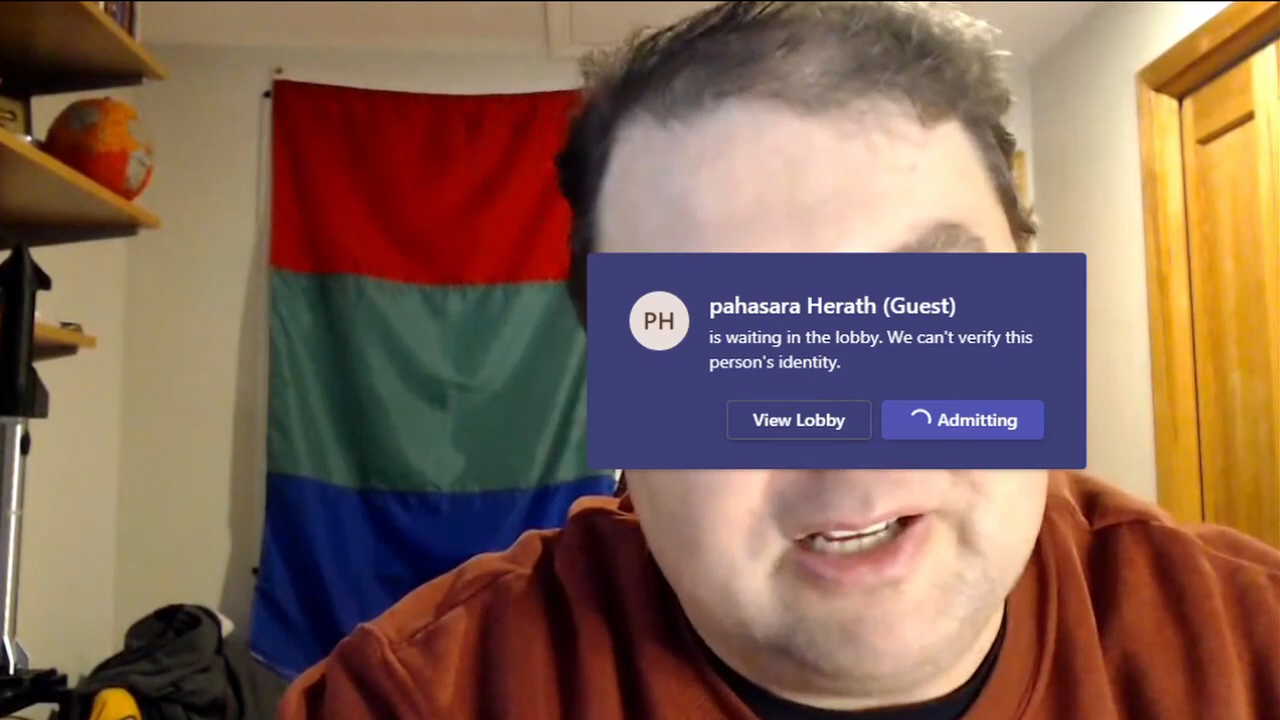 PH
pahasara Herath (Guest)
is waiting in the lobby. We can't verify this
person's identity.
View Lobby
Admitting